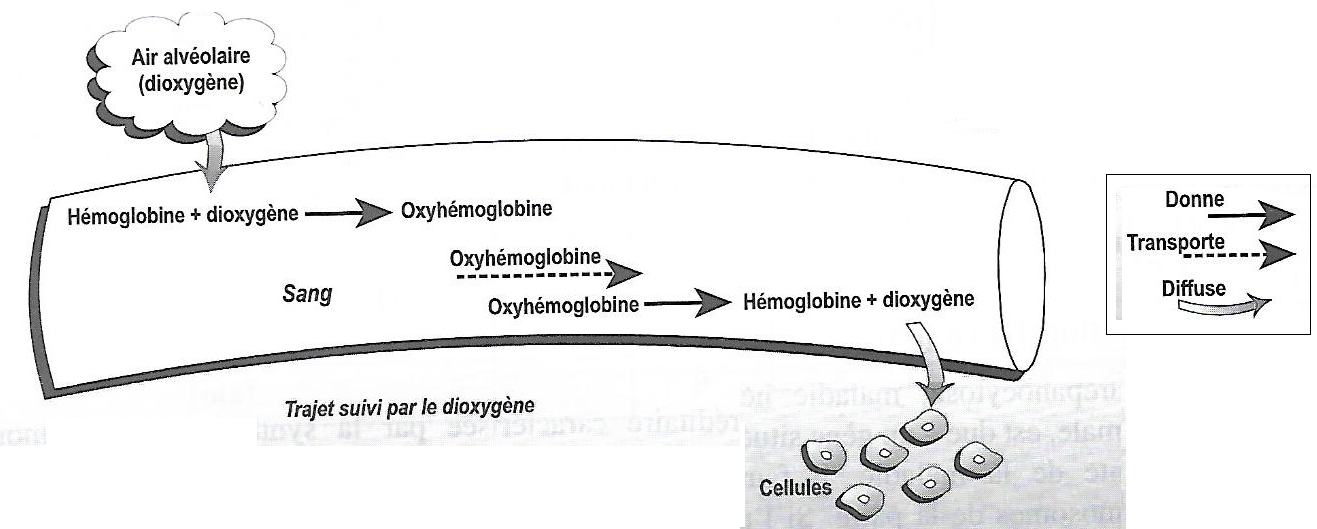 Air alvéolaire
(dioxygène)
Hémoglobine + dioxygène
Oxyhémoglobine
Oxyhémoglobine
Sang
Oxyhémoglobine
Hémoglobine + dioxygène
Trajet suivi par le dioxygène
Cellules
Donne
Transporte
Diffuse